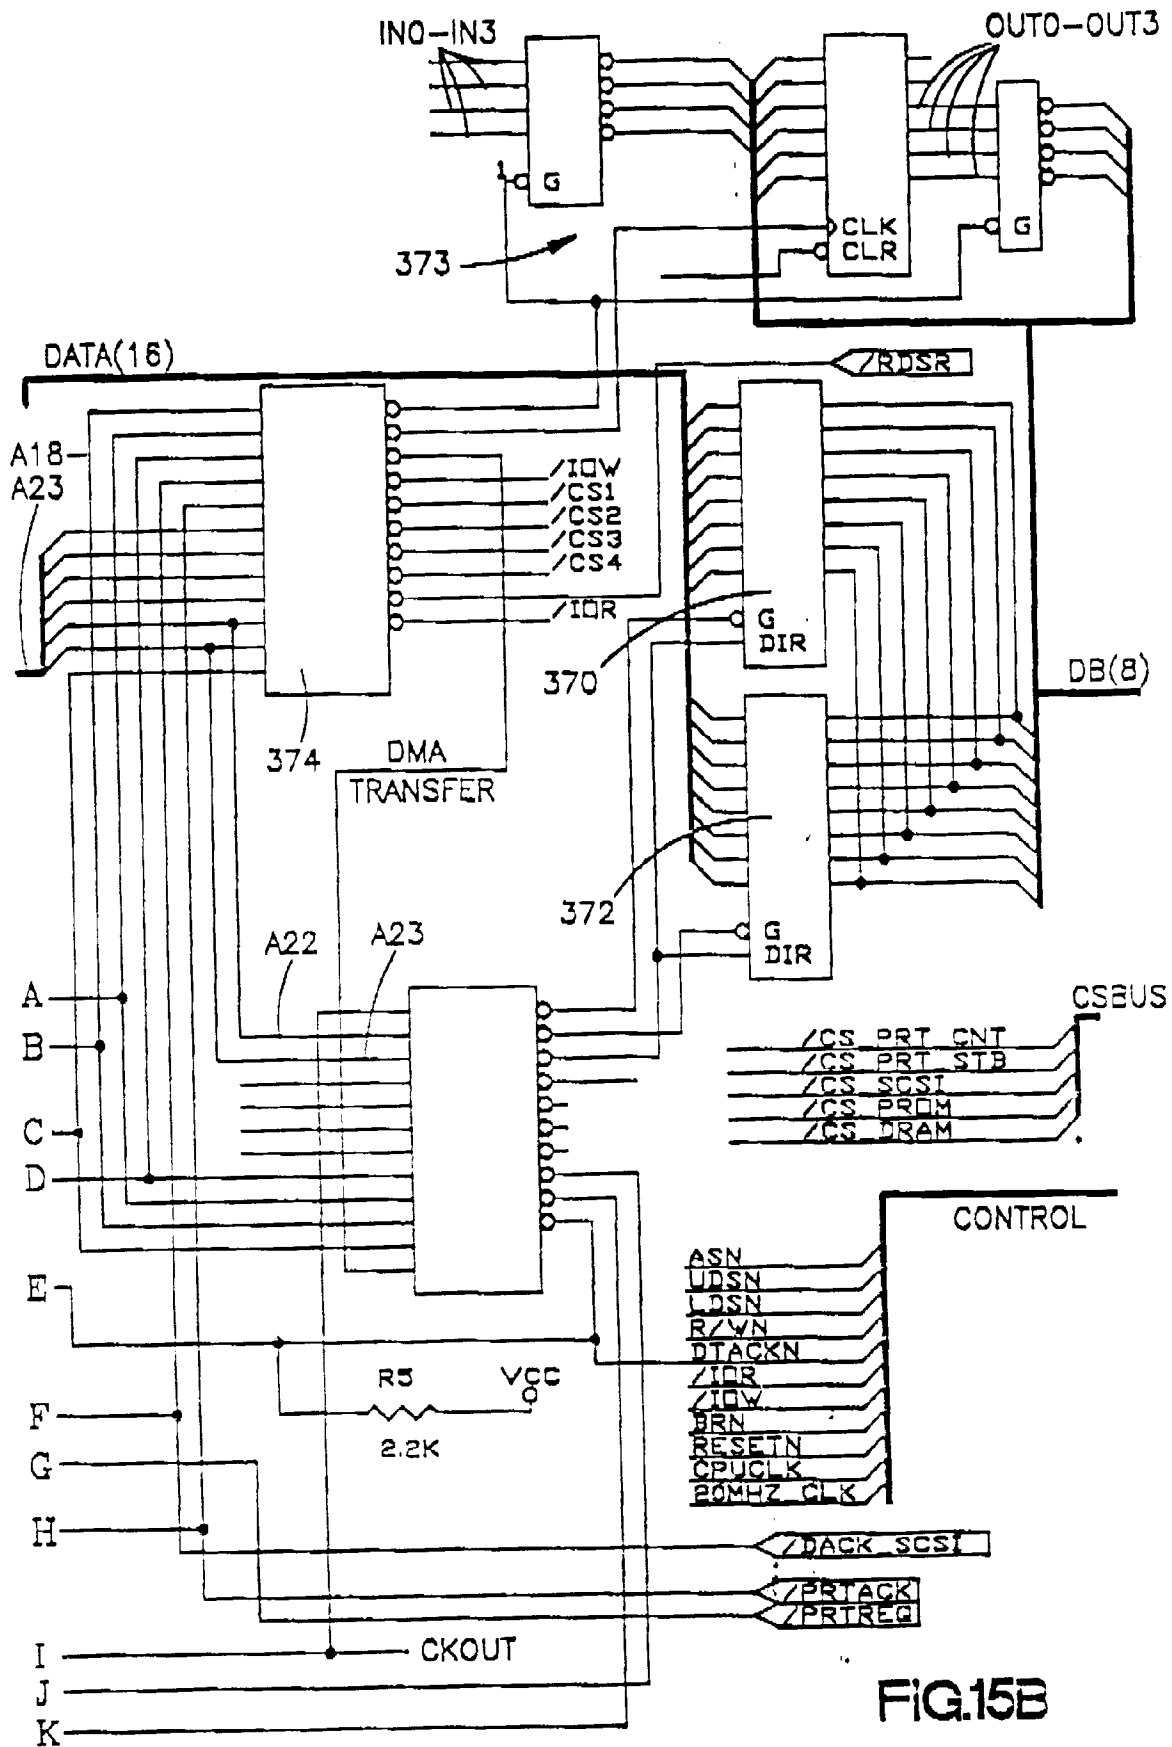 IN0-IN3
OUT0-OUT3
1
G
CLK
CLR
G
373
DATA(16)
/RDSR
A18-
A23
/IOW
/CS1
/CS2
/CS3
/CS4
/IOR
G
DIR
370
DB(8)
374
DMA
TRANSFER
372
G
DIR
A22
A23
A
B
CSBUS
/CS PRT CNT
/CS PRT STB
/CS SCSI
/CS PROM
/CS DRAM
C
D
CONTROL
ASN
UDSN
LDSN
R/WN
DTACKN
/IOR
/IOW
BRN
RESETN
CPUCLK
20MHZ CLK
E
R5
VCC
2.2K
F
G
H
/DACK SCSI
/PRTACK
/PRTREQ
I
CKOUT
J
K
FIG.15B